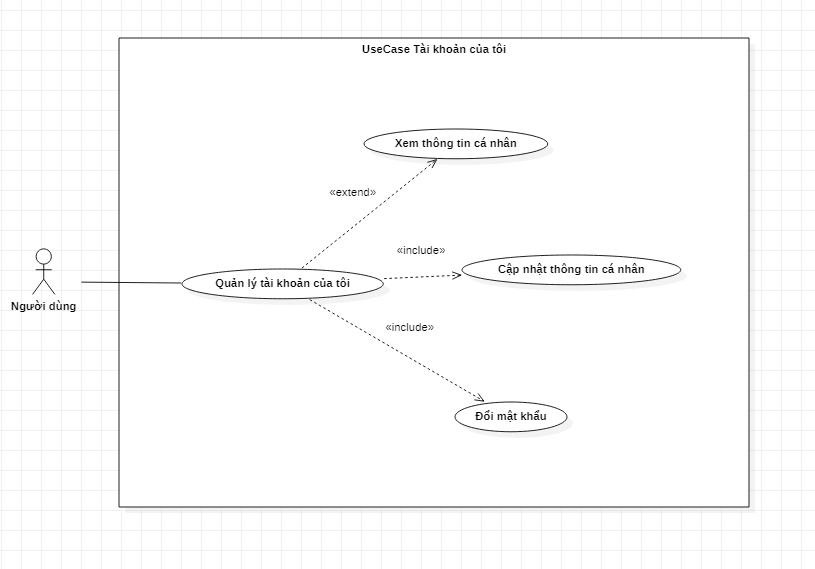 UseCase Tài khoản của tôi
Xem thông tin cá nhân
«extend»
«include»
Cập nhật thông tin cá nhân
Quản lý tài khoản của tôi
Người dùng
«include»
Đổi mật khẩu